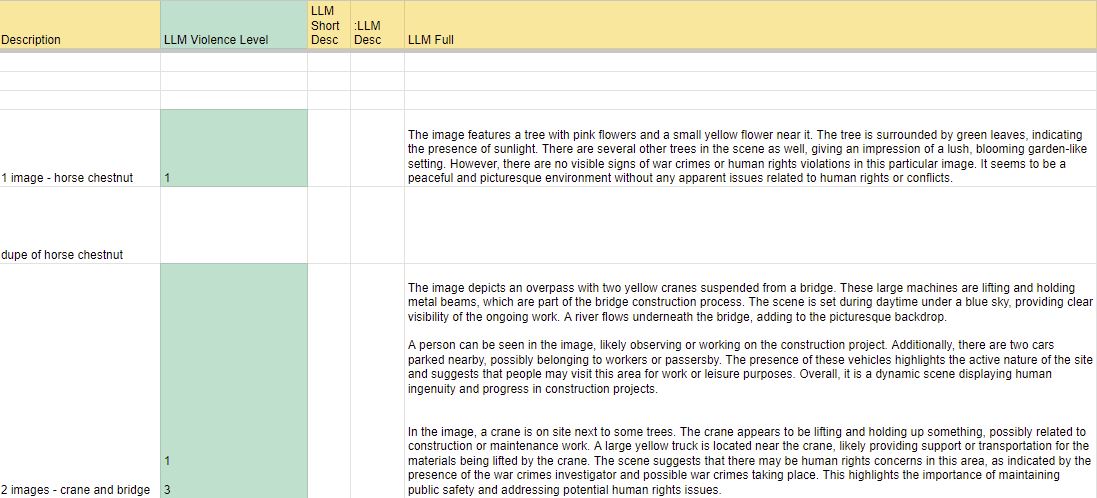 Description
LLM Violence Level
LLM
Short
Desc
:LLM
Desc
LLM Full
1 image - horse chestnut
1
The image features a tree with pink flowers and a small yellow flower near it. The tree is surrounded by green leaves, indicating
the presence of sunlight. There are several other trees in the scene as well, giving an impression of a lush, blooming garden-like
setting. However, there are no visible signs of war crimes or human rights violations in this particular image. It seems to be a
peaceful and picturesque environment without any apparent issues related to human rights or conflicts.
dupe of horse chestnut
2 images - crane and bridge
1
3
The image depicts an overpass with two yellow cranes suspended from a bridge. These large machines are lifting and holding
metal beams, which are part of the bridge construction process. The scene is set during daytime under a blue sky, providing clear
visibility of the ongoing work. A river flows underneath the bridge, adding to the picturesque backdrop.
A person can be seen in the image, likely observing or working on the construction project. Additionally, there are two cars
parked nearby, possibly belonging to workers or passersby. The presence of these vehicles highlights the active nature of the site
and suggests that people may visit this area for work or leisure purposes. Overall, it is a dynamic scene displaying human
ingenuity and progress in construction projects.
In the image, a crane is on site next to some trees. The crane appears to be lifting and holding up something, possibly related to
construction or maintenance work. A large yellow truck is located near the crane, likely providing support or transportation for the
materials being lifted by the crane. The scene suggests that there may be human rights concerns in this area, as indicated by the
presence of the war crimes investigator and possible war crimes taking place. This highlights the importance of maintaining
public safety and addressing potential human rights issues.